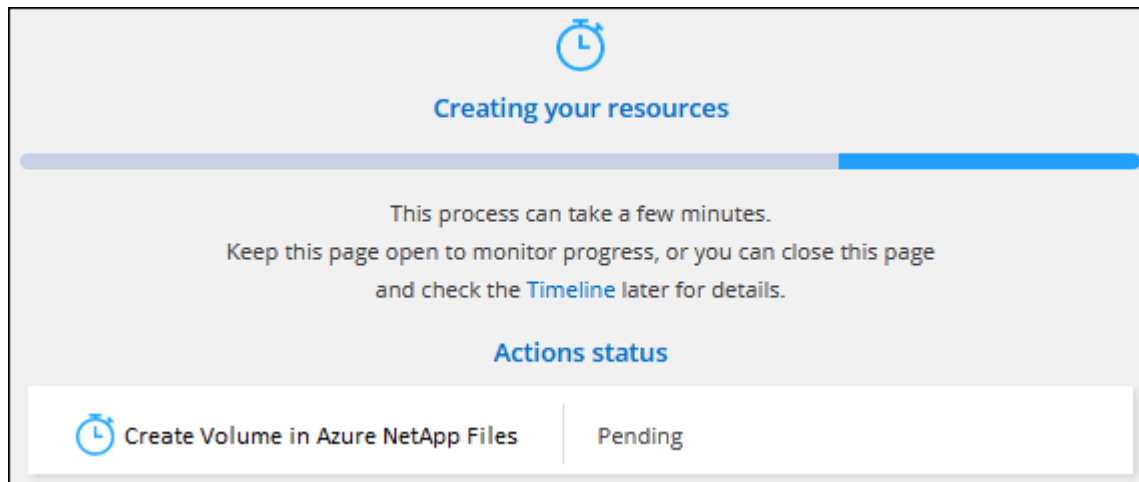 Creating your resources
This process can take a few minutes.
Keep this page open to monitor progress, or you can close this page
and check the Timeline later for details.
Actions status
Create Volume in Azure NetApp Files
Pending